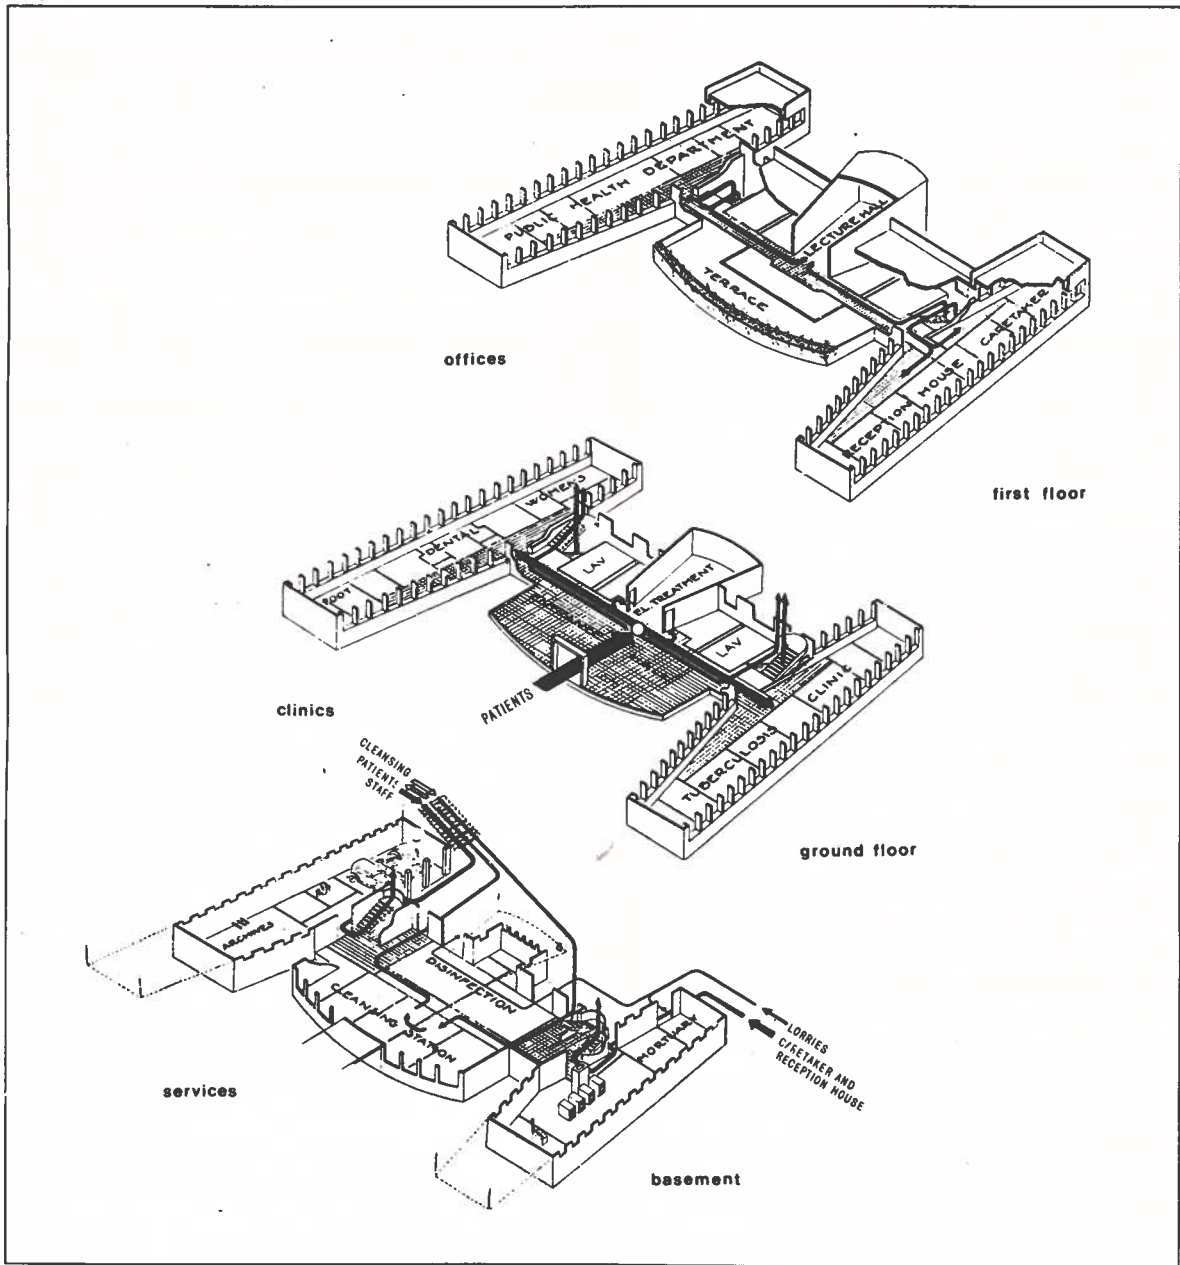 PUBLIC HEALTH DEPARTMENT
LECTURE HALL
TERRACE
CARETAKER
RECEPTION HOUSE
offices
first floor
WOMENS
DENTAL
FOOT
LAV
EL. TREATMENT
LAV
CLINIC
TUBERCULOSIS
PATIENTS
clinics
ground floor
CLEANSING
PATIENTS
STAFF
ARCHIVES
DISINFECTION
CLEANSING STATION
MORTUARY
LORRIES
C/RETAKER AND
RECEPTION HOUSE
services
basement